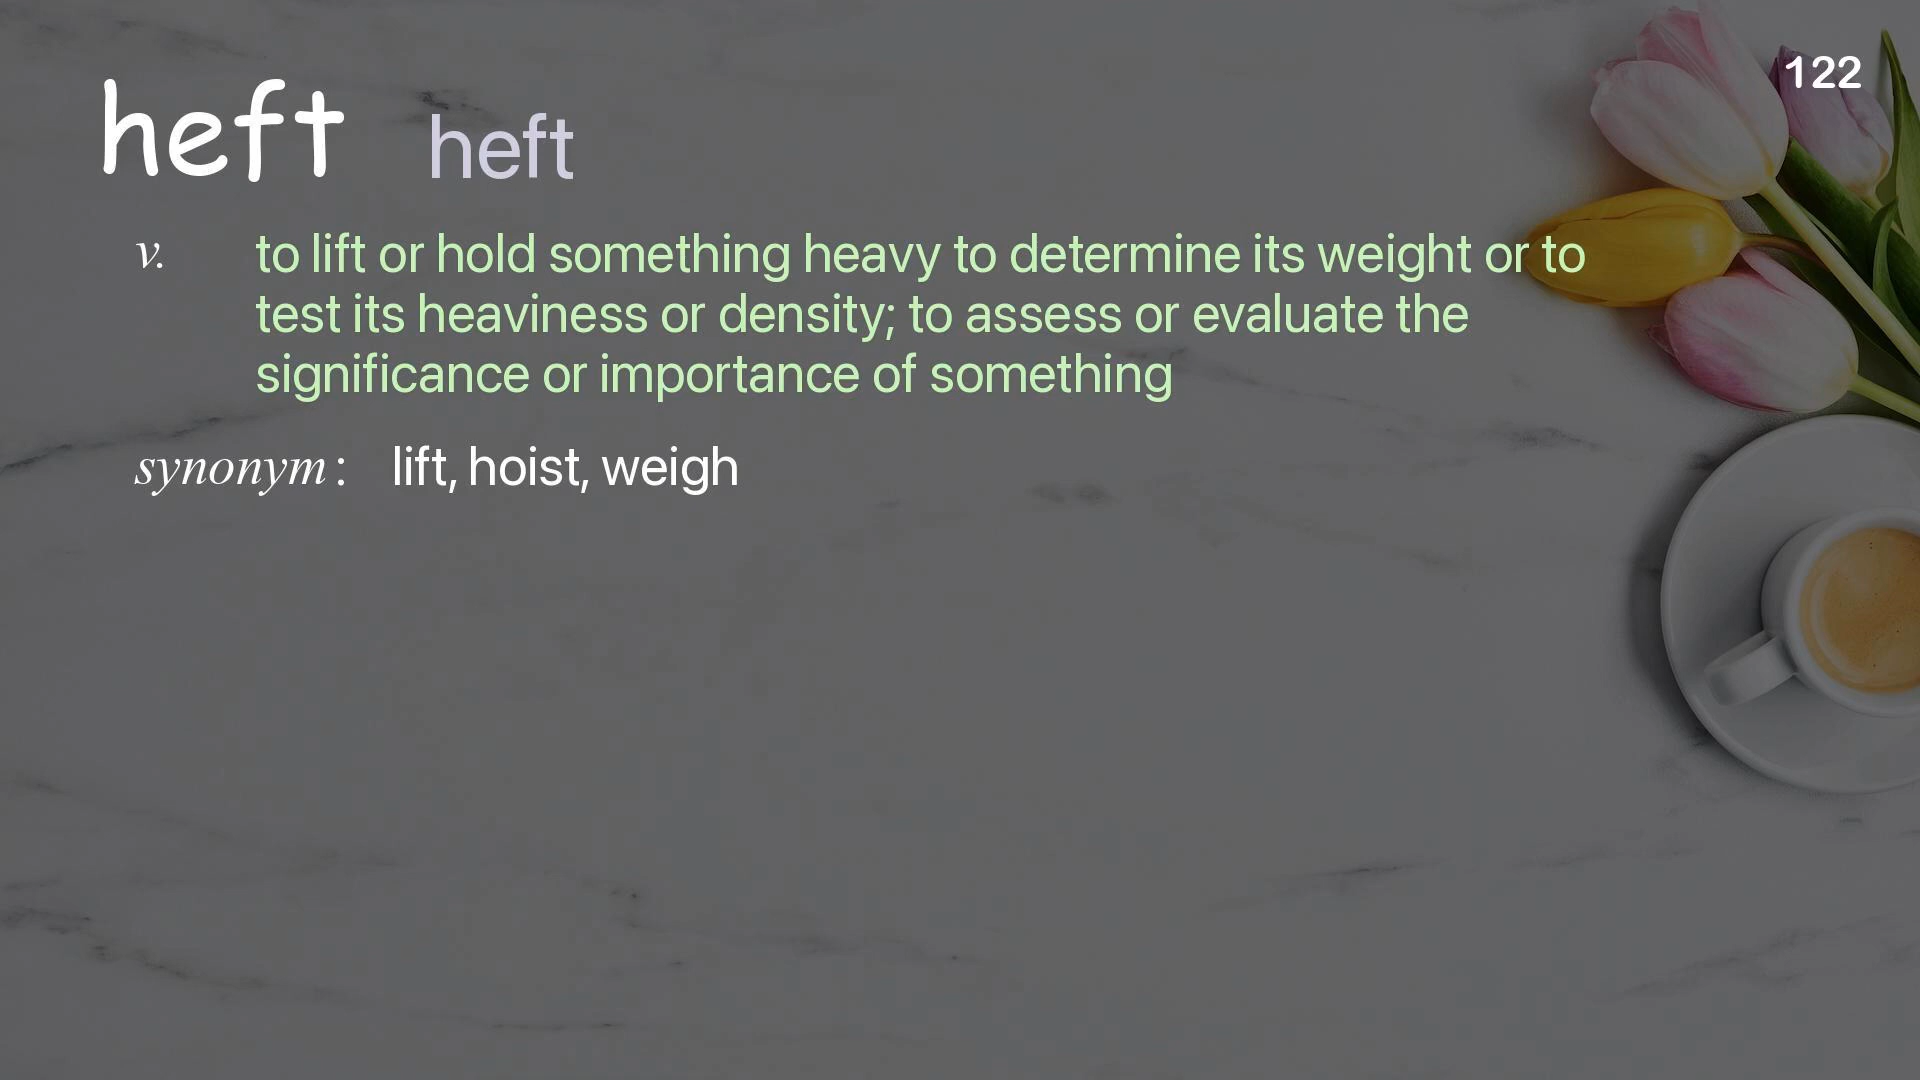 122
heft heft
v. to lift or hold something heavy to determine its weight or to
test its heaviness or density; to assess or evaluate the
significance or importance of something
synonym : lift, hoist, weigh